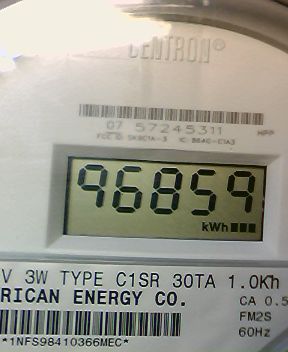 CENTRON®
07 57245311 HPP
96859
kWh
V 3W TYPE C1SR 30TA 1.0Kh
RICAN ENERGY CO. CA 0.5
FM2S
60Hz
*1NFS98410366MEC*